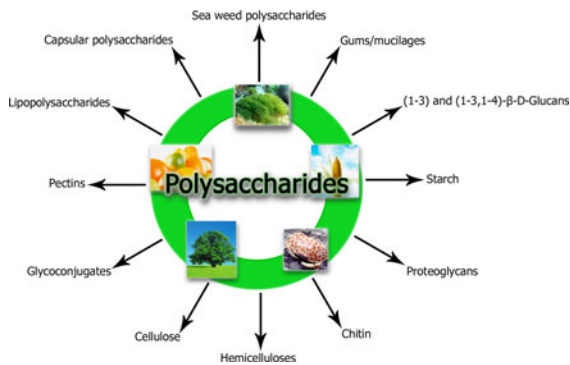 Sea weed polysaccharides
Capsular polysaccharides
Gums/mucilages
Lipopolysaccharides
(1-3) and (1-3,1-4)-β-D-Glucans
Polysaccharides
Pectins
Starch
Glycoconjugates
Proteoglycans
Cellulose
Chitin
Hemicelluloses